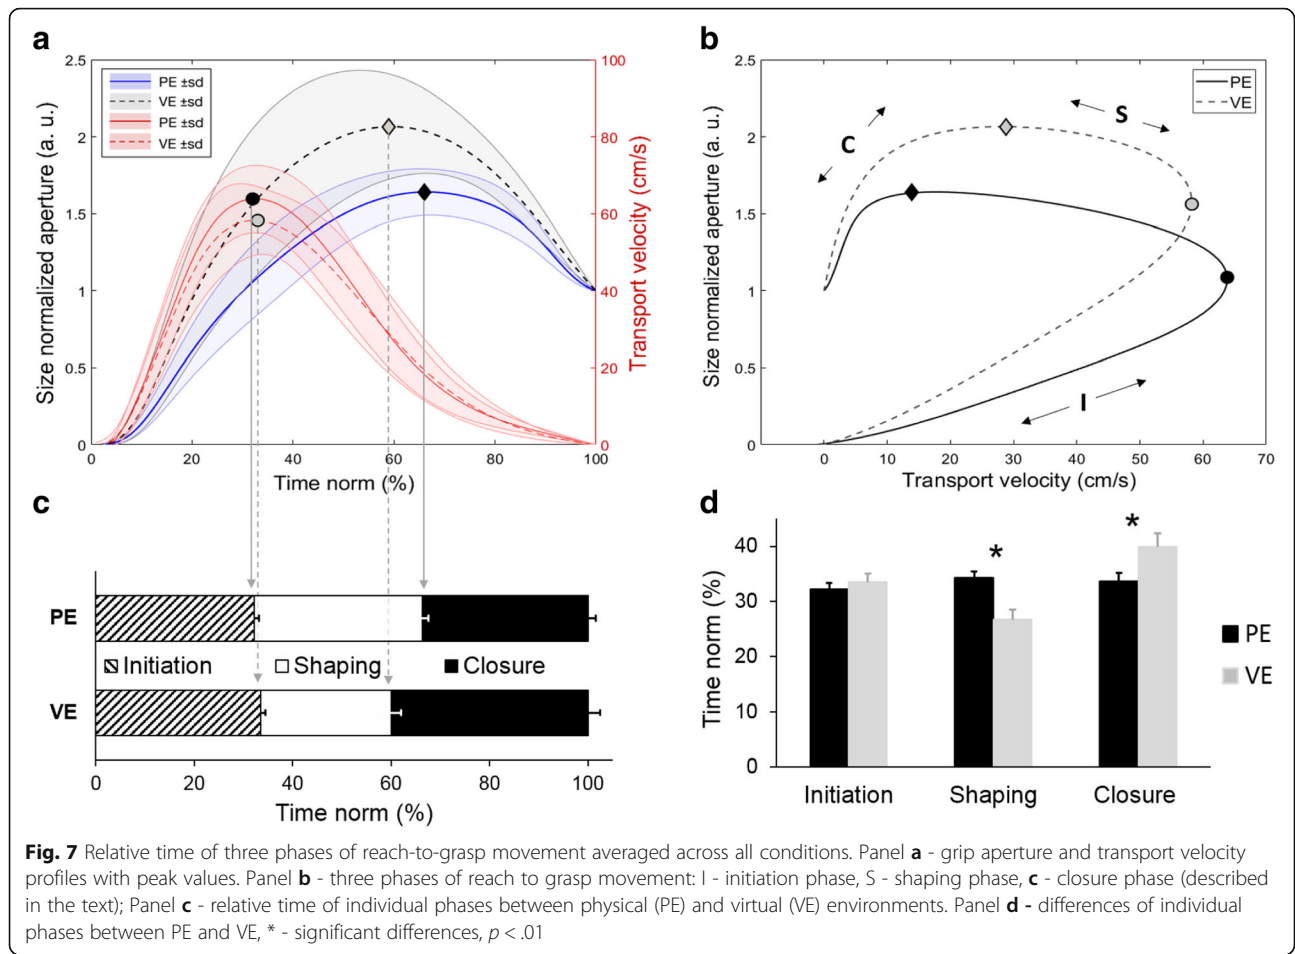 a
b
2.5
2
1.5
1
0.5
0
Size normalized aperture (a. u.)
PE ±sd
VE ±sd
PE ±sd
VE ±sd
100
80
60
40
20
0
Transport velocity (cm/s)
0 20 40 60 80 100
Time norm (%)
2.5
2
1.5
1
0.5
0
Size normalized aperture (a. u.)
PE
VE
C
S
I
0 10 20 30 40 50 60 70
Transport velocity (cm/s)
c
PE
Initiation Shaping Closure
VE
0 20 40 60 80 100
Time norm (%)
d
40
30
20
10
0
Time norm (%)
* *
PE
VE
Initiation Shaping Closure
Fig. 7 Relative time of three phases of reach-to-grasp movement averaged across all conditions. Panel a - grip aperture and transport velocity
profiles with peak values. Panel b - three phases of reach to grasp movement: I - initiation phase, S - shaping phase, c - closure phase (described
in the text); Panel c - relative time of individual phases between physical (PE) and virtual (VE) environments. Panel d - differences of individual
phases between PE and VE, * - significant differences, p < .01